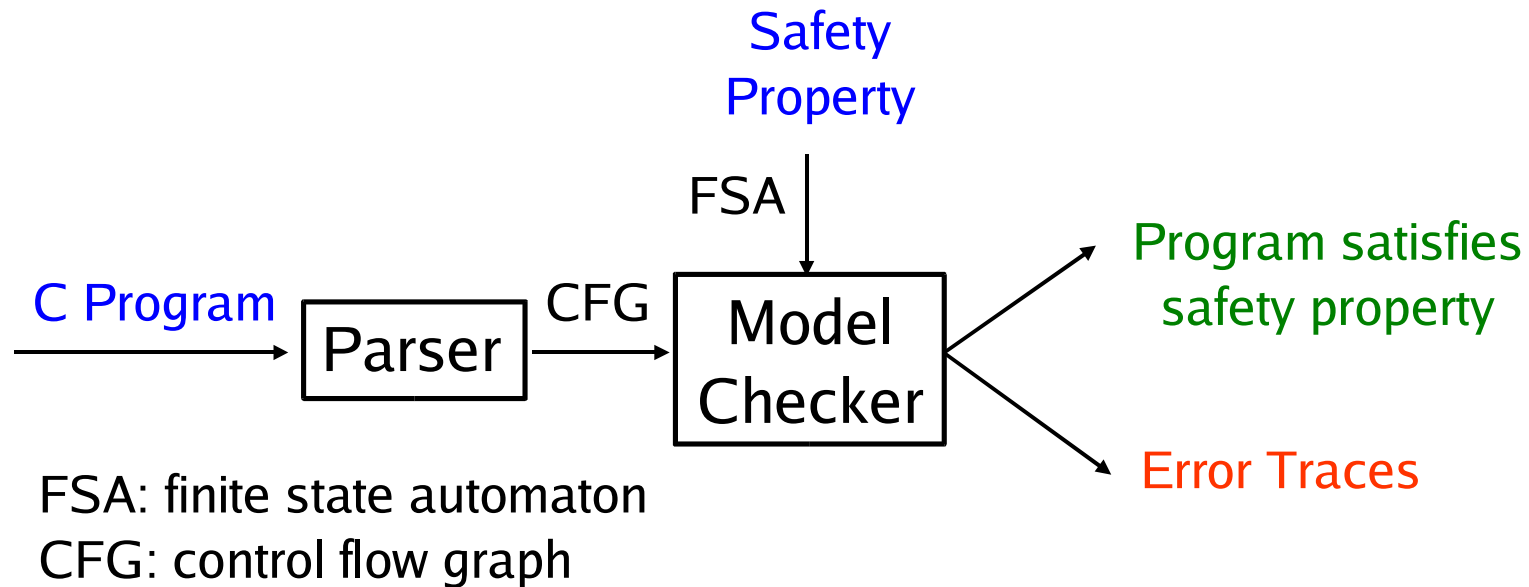 Safety
Property
FSA
C Program
Parser
CFG
Model
Checker
Program satisfies
safety property
Error Traces
FSA: finite state automaton
CFG: control flow graph